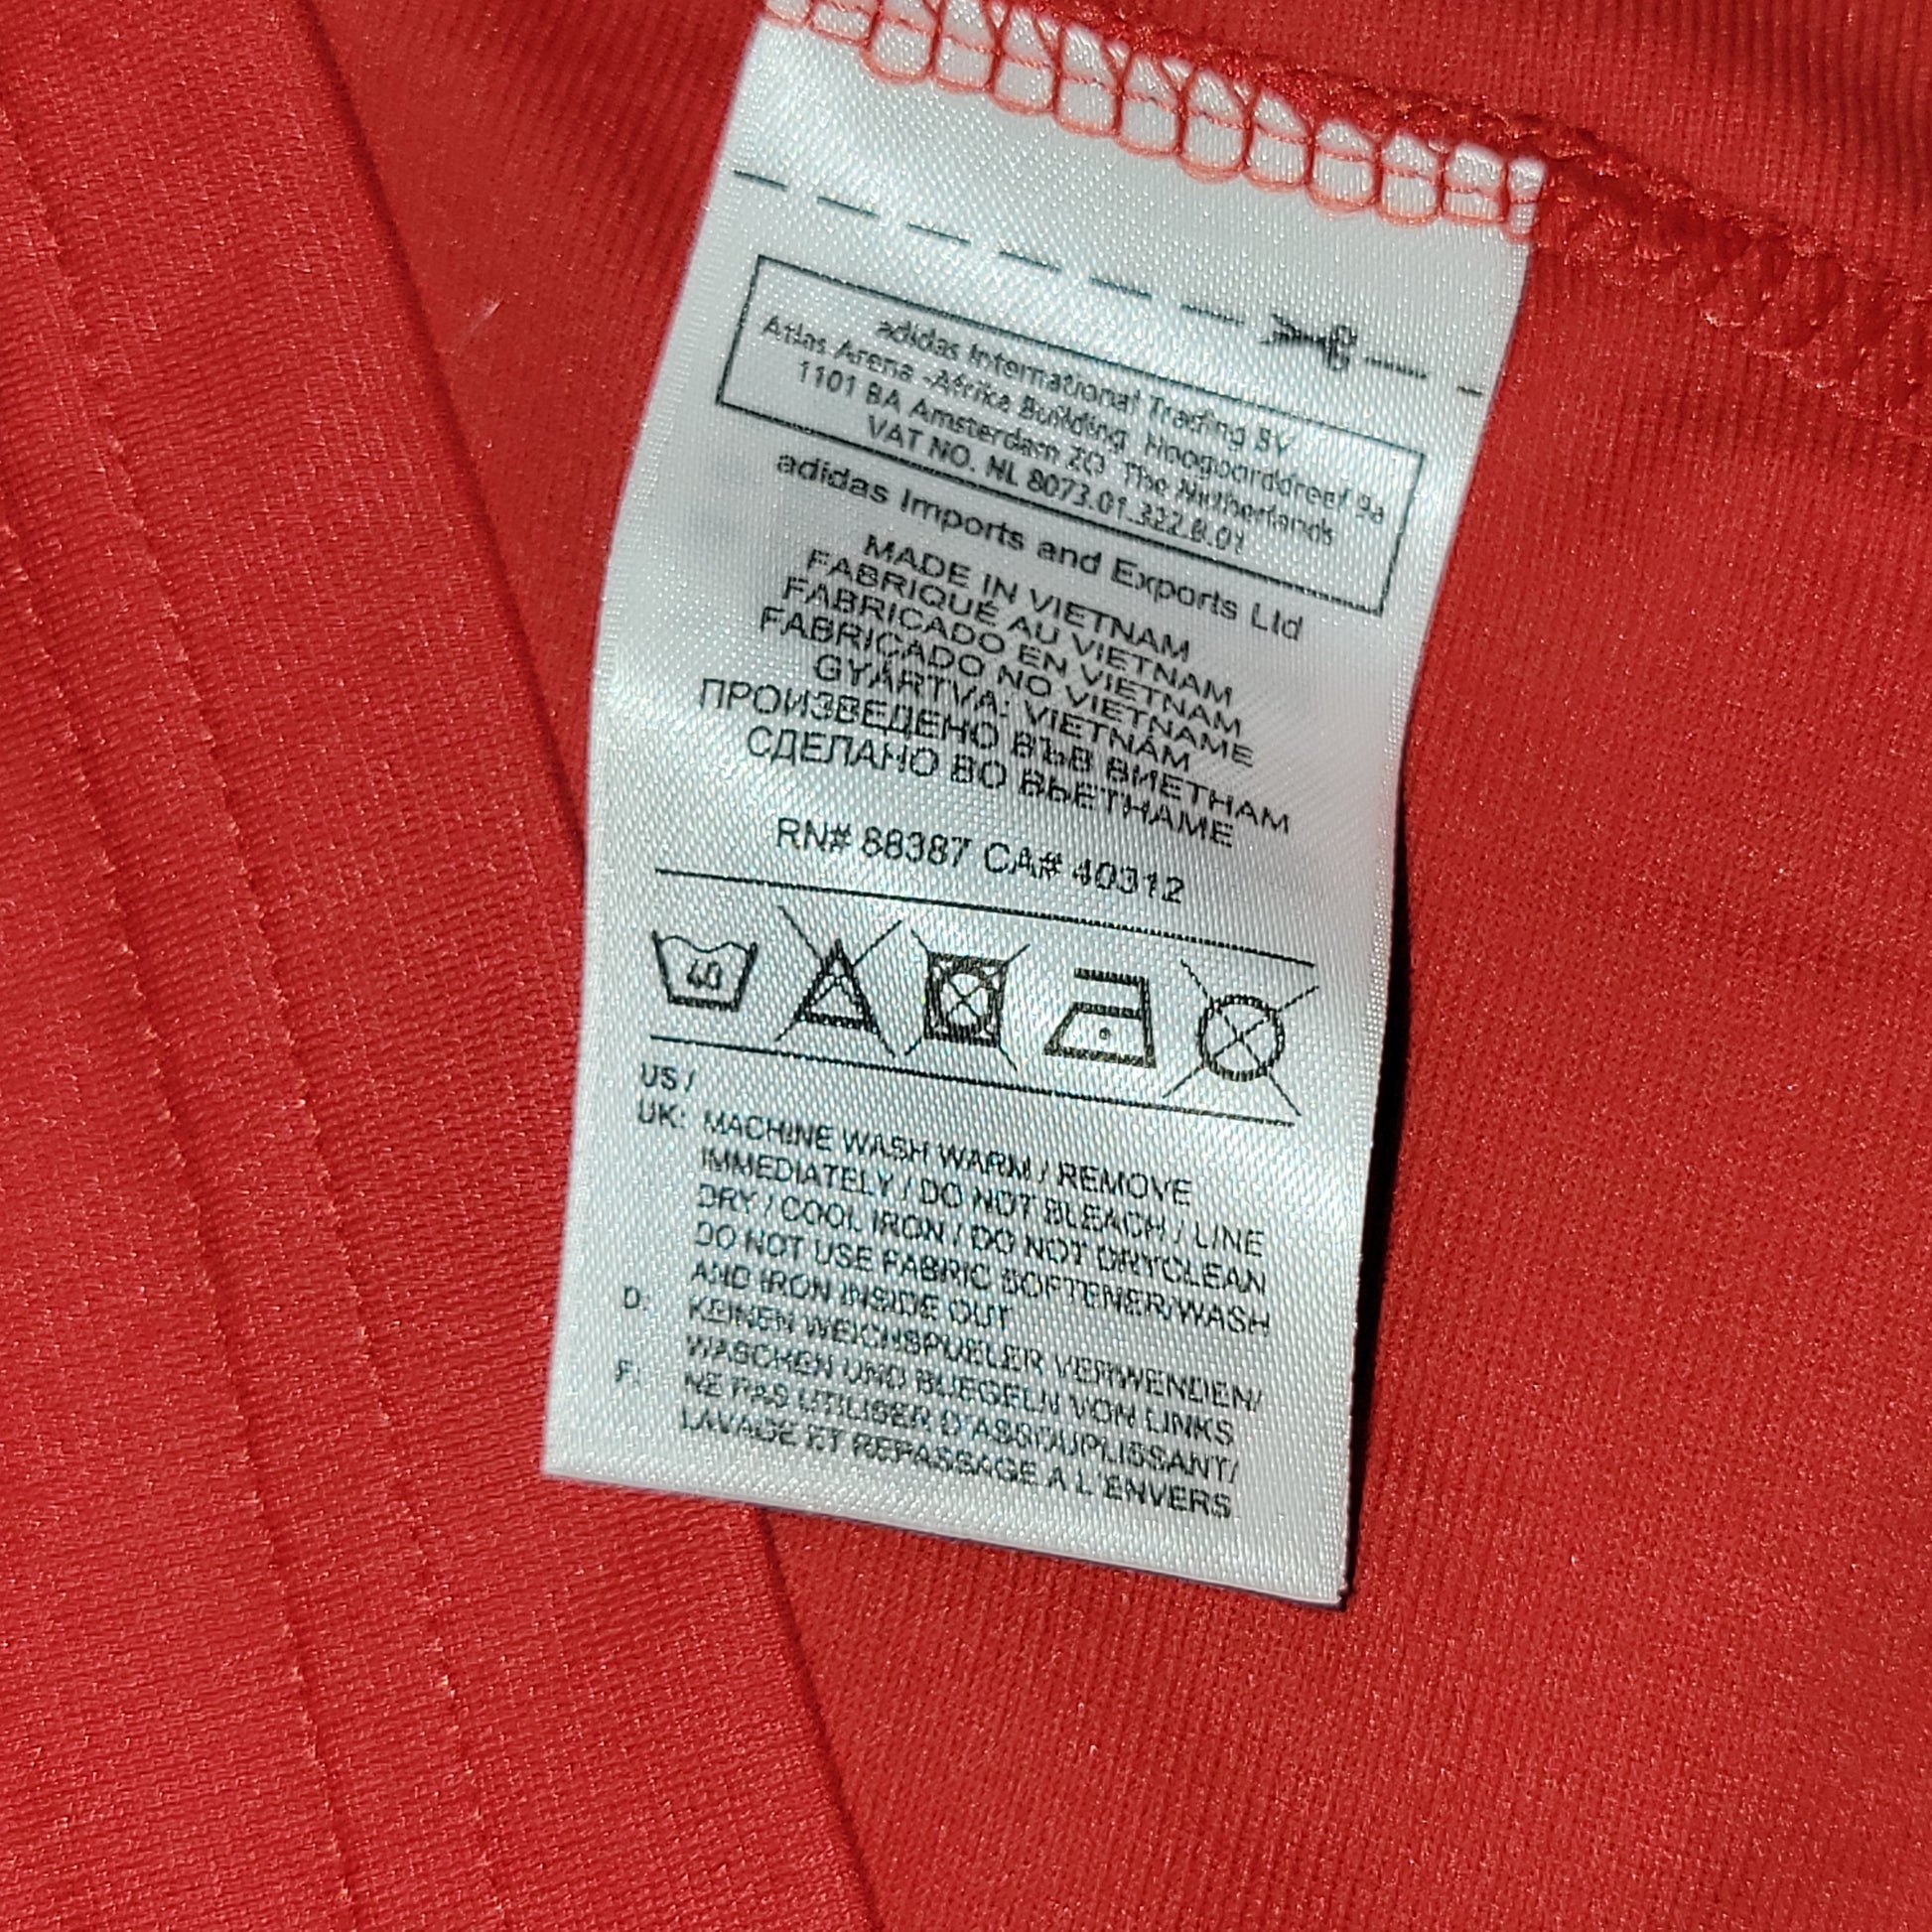 adidas International Trading BV
Atlas Arena -Afrika Building, Hoogoorddreef 9a
1101 BA Amsterdam ZO The Netherlands
VAT NO. NL 8073.01.322.B.01
adidas Imports and Exports Ltd
MADE IN VIETNAM
FABRIQUÉ AU VIETNAM
FABRICADO EN VIETNAM
FABRICADO NO VIETNAME
GYÁRTVA: VIETNÁM
ПРОИЗВЕДЕНО ВЪВ ВИЕТНАМ
СДЕЛАНО ВО ВЬЕТНАМЕ
RN# 88387 CA# 40312
40
US /
UK: MACHINE WASH WARM / REMOVE
IMMEDIATELY / DO NOT BLEACH / LINE
DRY / COOL IRON / DO NOT DRYCLEAN
DO NOT USE FABRIC SOFTENER/WASH
AND IRON INSIDE OUT
D: KEINEN WEICHSPUELER VERWENDEN/
WASCHEN UND BUEGELN VON LINKS
F: NE PAS UTILISER D'ASSOUPLISSANT/
LAVAGE ET REPASSAGE A L'ENVERS